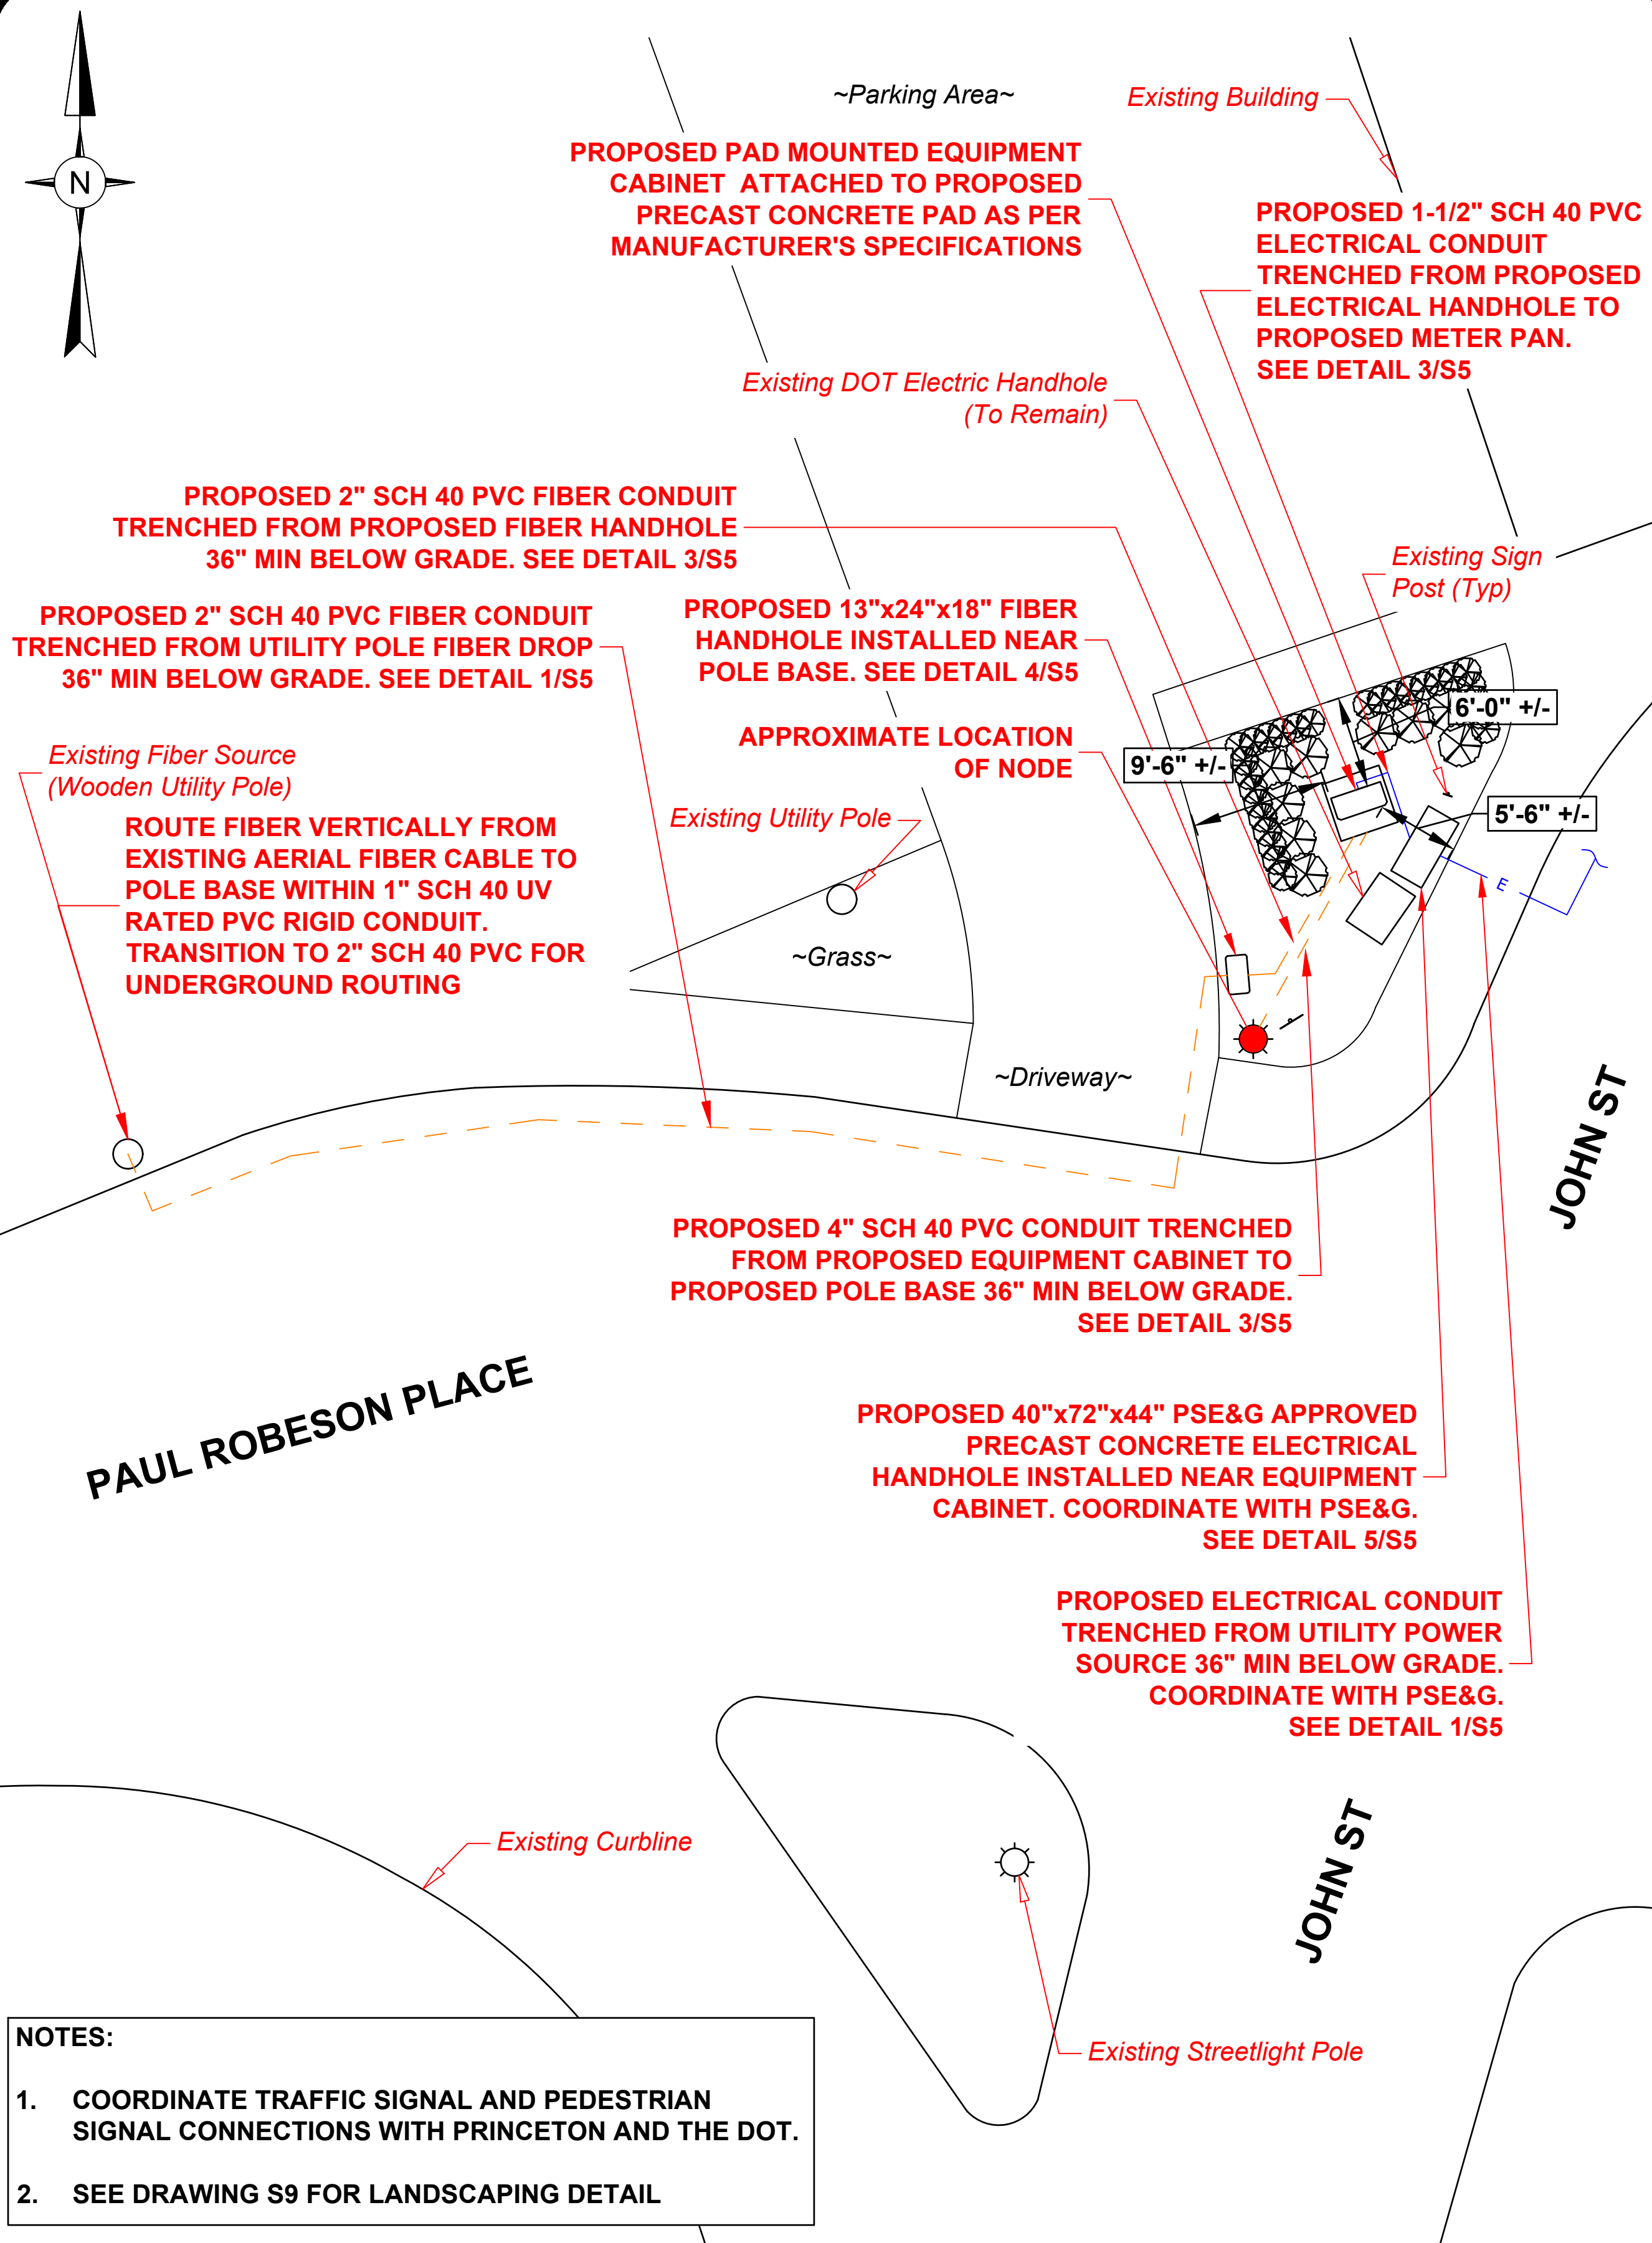 N
~Parking Area~
Existing Building
PROPOSED PAD MOUNTED EQUIPMENT
CABINET ATTACHED TO PROPOSED
PRECAST CONCRETE PAD AS PER
MANUFACTURER'S SPECIFICATIONS
PROPOSED 1-1/2" SCH 40 PVC
ELECTRICAL CONDUIT
TRENCHED FROM PROPOSED
ELECTRICAL HANDHOLE TO
PROPOSED METER PAN.
SEE DETAIL 3/S5
Existing DOT Electric Handhole
(To Remain)
PROPOSED 2" SCH 40 PVC FIBER CONDUIT
TRENCHED FROM PROPOSED FIBER HANDHOLE
36" MIN BELOW GRADE. SEE DETAIL 3/S5
Existing Sign
Post (Typ)
PROPOSED 2" SCH 40 PVC FIBER CONDUIT
TRENCHED FROM UTILITY POLE FIBER DROP
36" MIN BELOW GRADE. SEE DETAIL 1/S5
PROPOSED 13"x24"x18" FIBER
HANDHOLE INSTALLED NEAR
POLE BASE. SEE DETAIL 4/S5
6'-0" +/-
APPROXIMATE LOCATION
OF NODE
9'-6" +/-
Existing Fiber Source
(Wooden Utility Pole)
5'-6" +/-
Existing Utility Pole
ROUTE FIBER VERTICALLY FROM
EXISTING AERIAL FIBER CABLE TO
POLE BASE WITHIN 1" SCH 40 UV
RATED PVC RIGID CONDUIT.
TRANSITION TO 2" SCH 40 PVC FOR
UNDERGROUND ROUTING
E
~Grass~
~Driveway~
JOHN ST
PROPOSED 4" SCH 40 PVC CONDUIT TRENCHED
FROM PROPOSED EQUIPMENT CABINET TO
PROPOSED POLE BASE 36" MIN BELOW GRADE.
SEE DETAIL 3/S5
PAUL ROBESON PLACE
PROPOSED 40"x72"x44" PSE&G APPROVED
PRECAST CONCRETE ELECTRICAL
HANDHOLE INSTALLED NEAR EQUIPMENT
CABINET. COORDINATE WITH PSE&G.
SEE DETAIL 5/S5
PROPOSED ELECTRICAL CONDUIT
TRENCHED FROM UTILITY POWER
SOURCE 36" MIN BELOW GRADE.
COORDINATE WITH PSE&G.
SEE DETAIL 1/S5
JOHN ST
Existing Curbline
Existing Streetlight Pole
NOTES:
1. COORDINATE TRAFFIC SIGNAL AND PEDESTRIAN
SIGNAL CONNECTIONS WITH PRINCETON AND THE DOT.
2. SEE DRAWING S9 FOR LANDSCAPING DETAIL